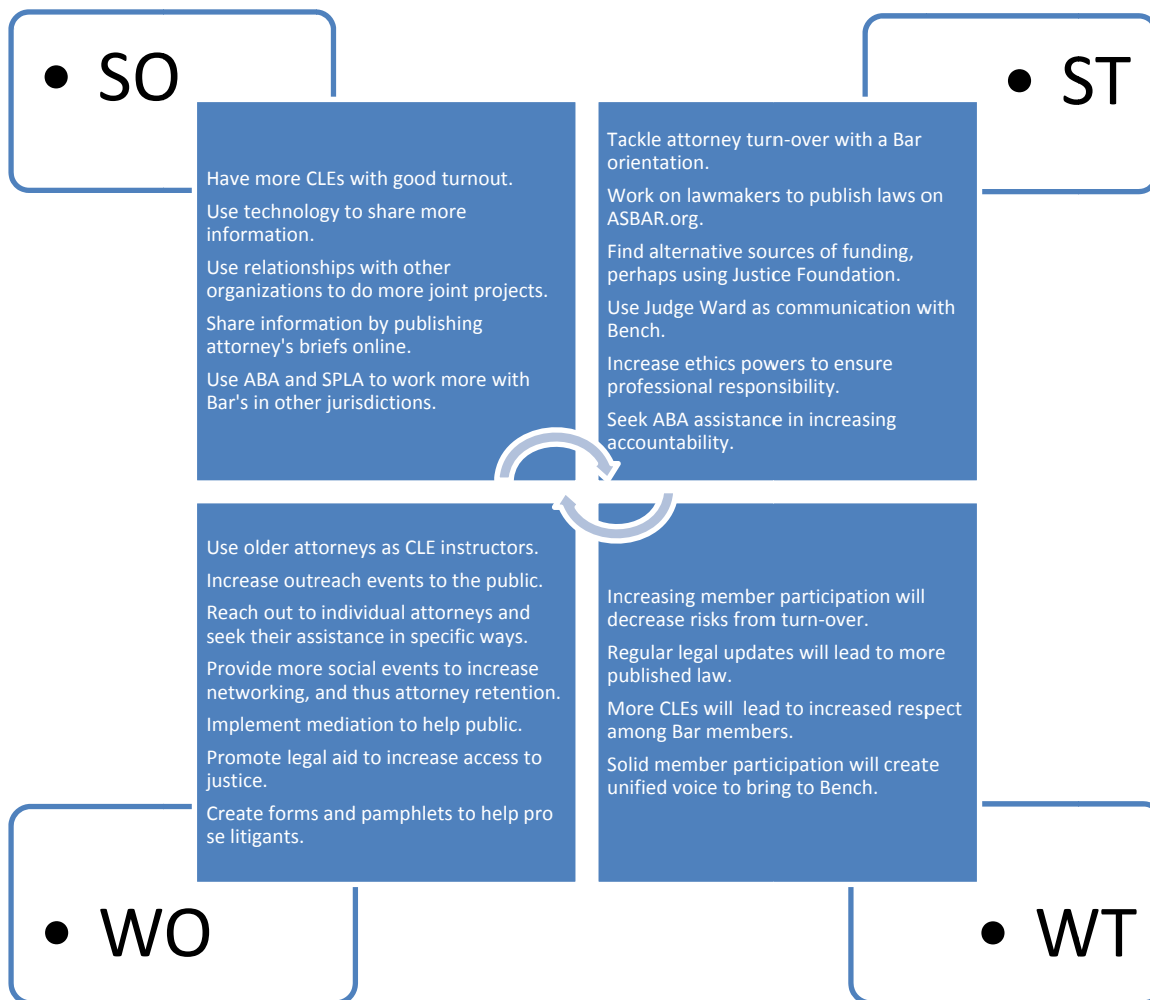 • SO
Have more CLEs with good turnout.
Use technology to share more
information.
Use relationships with other
organizations to do more joint projects.
Share information by publishing
attorney's briefs online.
Use ABA and SPLA to work more with
Bar's in other jurisdictions.
• ST
Tackle attorney turn-over with a Bar
orientation.
Work on lawmakers to publish laws on
ASBAR.org.
Find alternative sources of funding,
perhaps using Justice Foundation.
Use Judge Ward as communication with
Bench.
Increase ethics powers to ensure
professional responsibility.
Seek ABA assistance in increasing
accountability.
Use older attorneys as CLE instructors.
Increase outreach events to the public.
Reach out to individual attorneys and
seek their assistance in specific ways.
Provide more social events to increase
networking, and thus attorney retention.
Implement mediation to help public.
Promote legal aid to increase access to
justice.
Create forms and pamphlets to help pro
se litigants.
• WO
Increasing member participation will
decrease risks from turn-over.
Regular legal updates will lead to more
published law.
More CLEs will lead to increased respect
among Bar members.
Solid member participation will create
unified voice to bring to Bench.
• WT